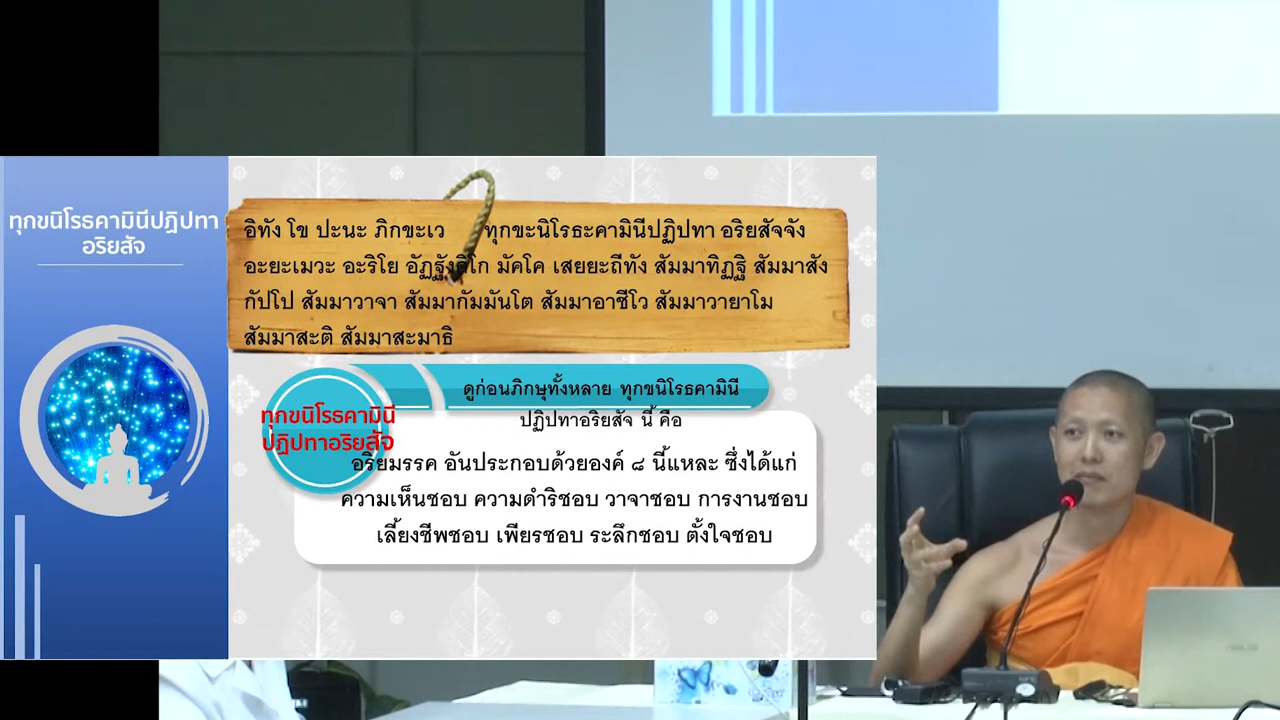 ทุกขนิโรธคามินีปฏิปทา
อริยสัจ
อิทัง โข ปะนะ ภิกขะเว ทุกขะนิโรธะคามินีปฏิปทา อริยสัจจัง
อะยะเมวะ อะริโย อัฏฐังคิโก มัคโค เสยยะถีทัง สัมมาทิฏฐิ สัมมาสัง
กัปโป สัมมาวาจา สัมมากัมมันโต สัมมาอาชีโว สัมมาวายาโม
สัมมาสะติ สัมมาสะมาธิ
ทุกขนิโรธคามินี
ปฏิปทาอริยสัจ
ดูก่อนภิกษุทั้งหลาย ทุกขนิโรธคามินี
ปฏิปทาอริยสัจ นี้ คือ
อริยมรรค อันประกอบด้วยองค์ ๘ นี้แหละ ซึ่งได้แก่
ความเห็นชอบ ความดำริชอบ วาจาชอบ การงานชอบ
เลี้ยงชีพชอบ เพียรชอบ ระลึกชอบ ตั้งใจชอบ
ASUS